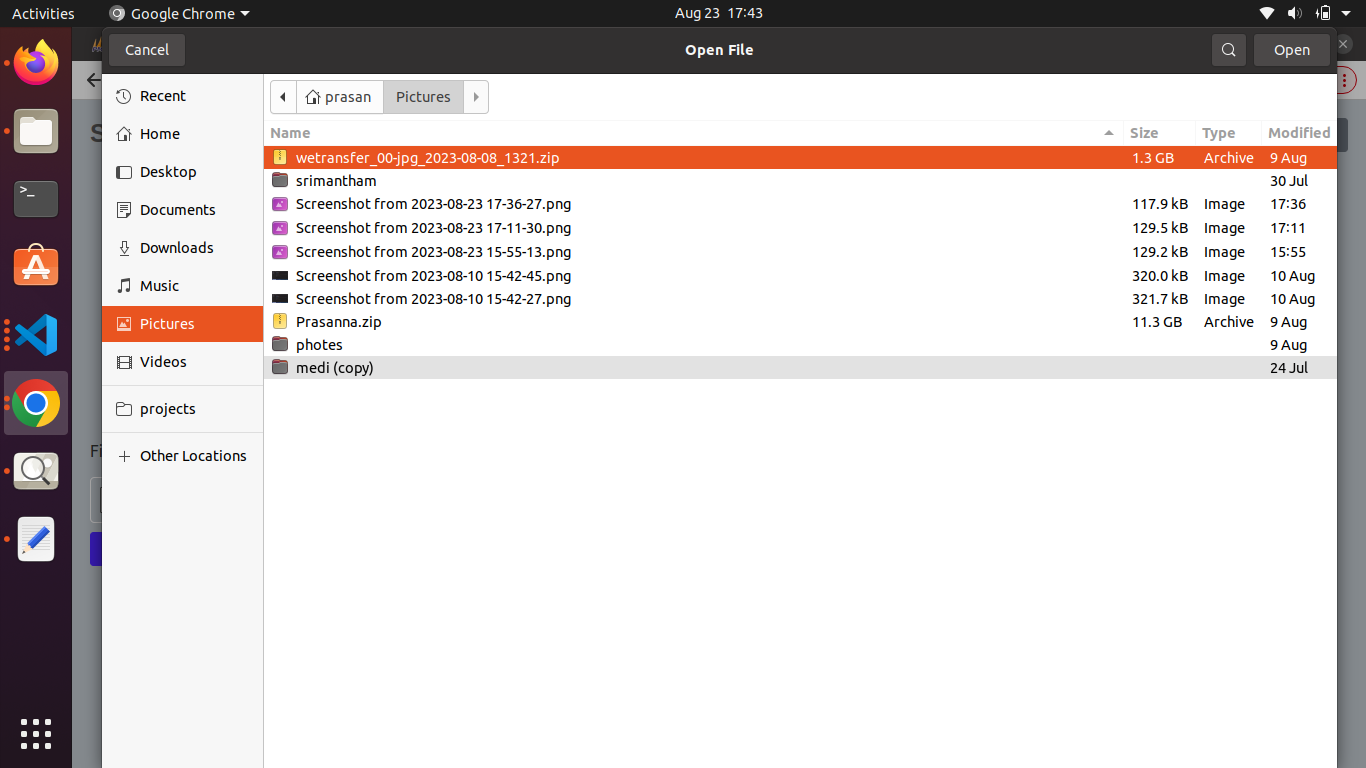 Activities Google Chrome Aug 23 17:43
Cancel Open File Open
Recent
Home
Desktop
Documents
Downloads
Music
Pictures
Videos
projects
Other Locations
prasan Pictures
Name Size Type Modified
wetransfer_00-jpg_2023-08-08_1321.zip 1.3 GB Archive 9 Aug
srimantham 30 Jul
Screenshot from 2023-08-23 17-36-27.png 117.9 kB Image 17:36
Screenshot from 2023-08-23 17-11-30.png 129.5 kB Image 17:11
Screenshot from 2023-08-23 15-55-13.png 129.2 kB Image 15:55
Screenshot from 2023-08-10 15-42-45.png 320.0 kB Image 10 Aug
Screenshot from 2023-08-10 15-42-27.png 321.7 kB Image 10 Aug
Prasanna.zip 11.3 GB Archive 9 Aug
photes 9 Aug
medi (copy) 24 Jul